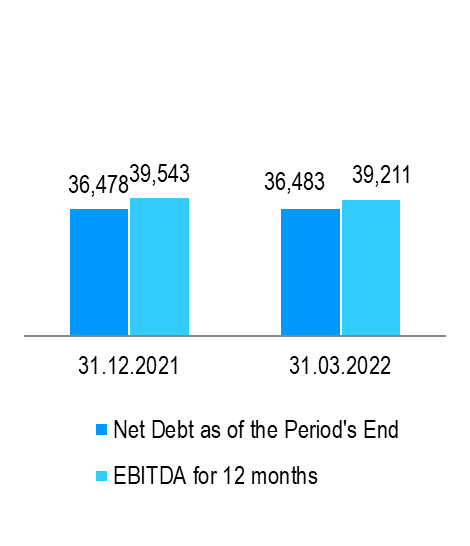 36,478 39,543 36,483 39,211
31.12.2021 31.03.2022
Net Debt as of the Period's End
EBITDA for 12 months